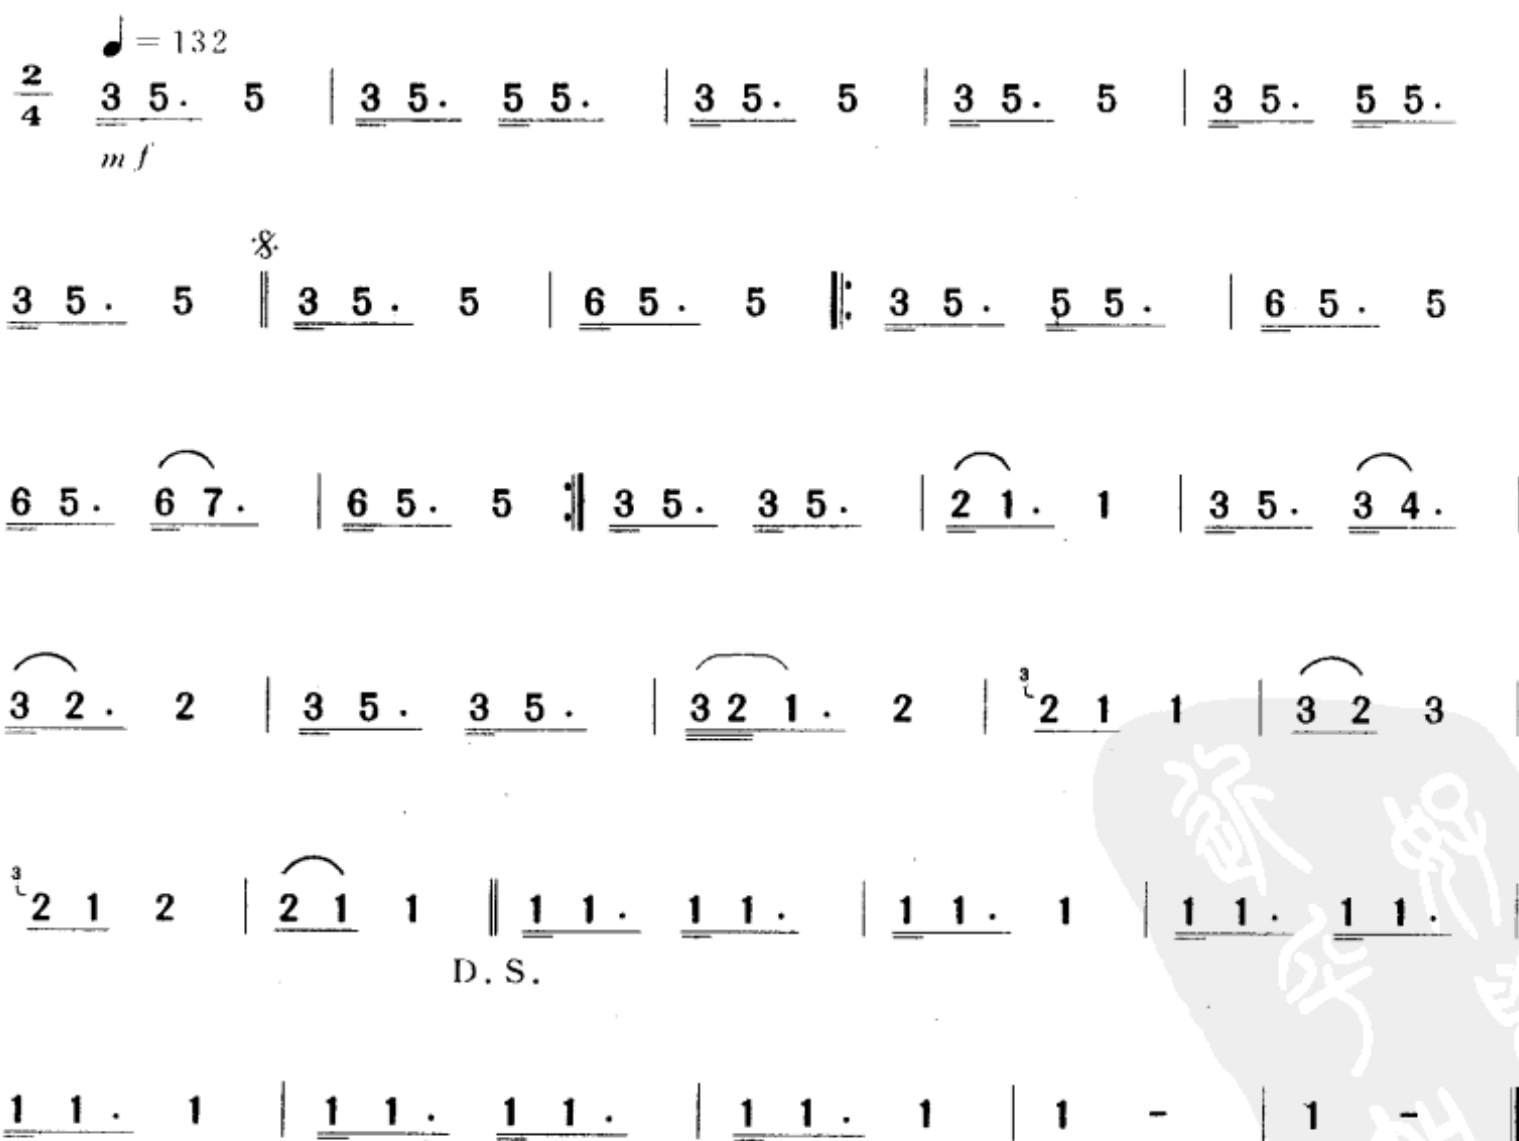 ♩= 132
2/4 3 5. 5 | 3 5. 5 5. | 3 5. 5 | 3 5. 5 | 3 5. 5 5.
mf
𝄋
3 5. 5 || 3 5. 5 | 6 5. 5 ‖: 3 5. 5 5. | 6 5. 5
6 5. 6 7. | 6 5. 5 :‖ 3 5. 3 5. | 2 1. 1 | 3 5. 3 4. |
3 2. 2 | 3 5. 3 5. | 3 2 1. 2 | 3 2 1 1 | 3 2 3 |
3 2 1 2 | 2 1 1 || 1 1. 1 1. | 1 1. 1 | 1 1. 1 1. |
D.S.
1 1. 1 | 1 1. 1 1. | 1 1. 1 | 1 - | 1 - ‖